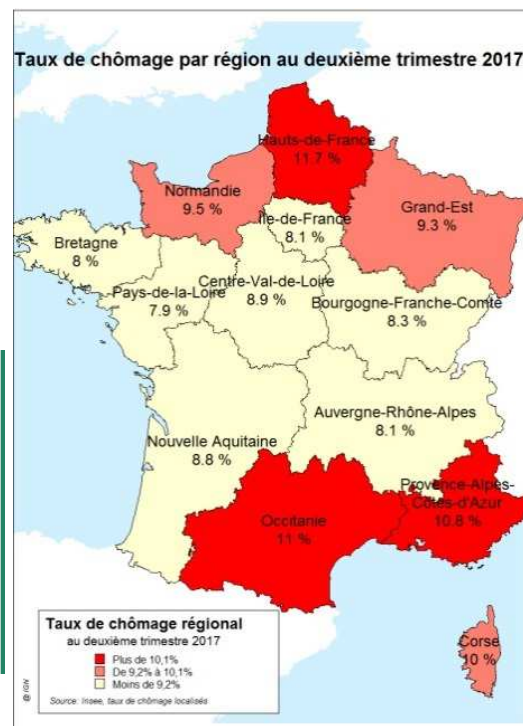 Taux de chômage par région au deuxième trimestre 2017
Hauts-de-France
11.7 %
Normandie
9.5 %
Île-de-France
8.1 %
Grand-Est
9.3 %
Bretagne
8 %
Pays-de-la-Loire
7.9 %
Centre-Val-de-Loire
8.9 %
Bourgogne-Franche-Comté
8.3 %
Nouvelle Aquitaine
8.8 %
Auvergne-Rhône-Alpes
8.1 %
Occitanie
11 %
Provence-Alpes-
Côtes-d'Azur
10.8 %
Corse
10 %
Taux de chômage régional
au deuxième trimestre 2017
Plus de 10,1%
De 9,2% à 10,1%
Moins de 9,2%
Source: Insee, taux de chômage localisés
@ IGN